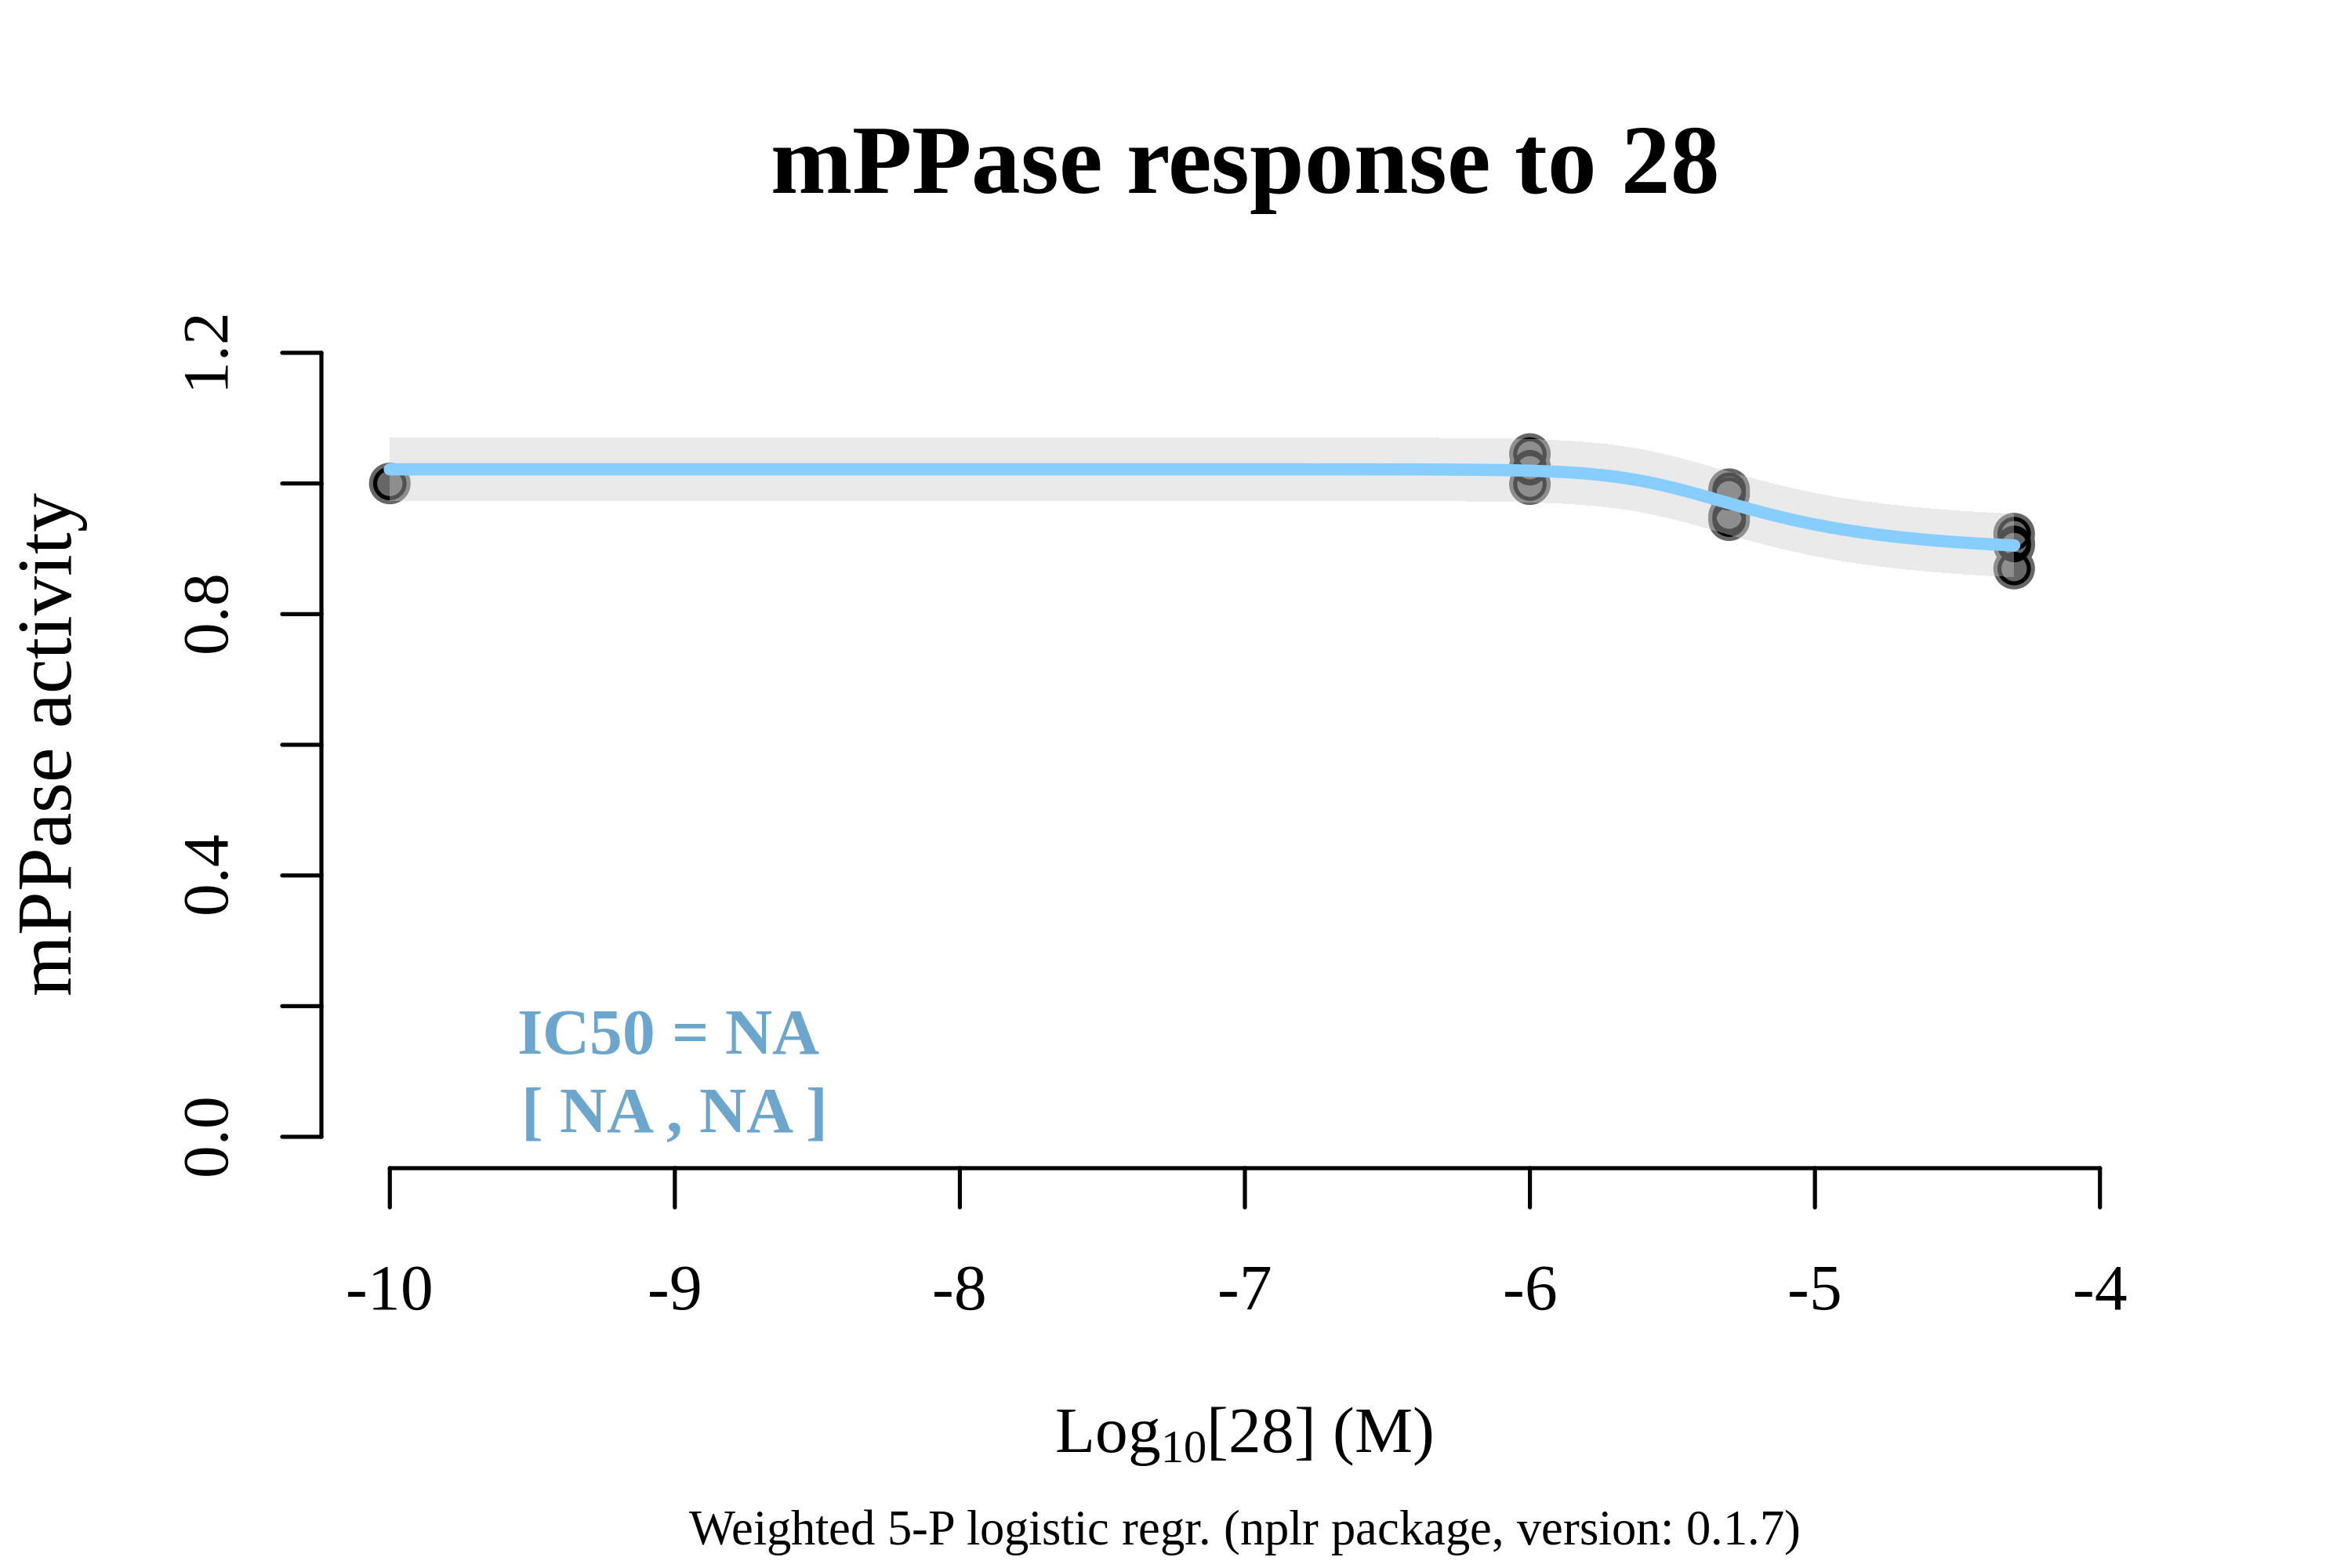 mPPase response to 28
mPPase activity
1.2
0.8
0.4
0.0
IC50 = NA
[ NA , NA ]
-10 -9 -8 -7 -6 -5 -4
Log10[28] (M)
Weighted 5-P logistic regr. (nplr package, version: 0.1.7)